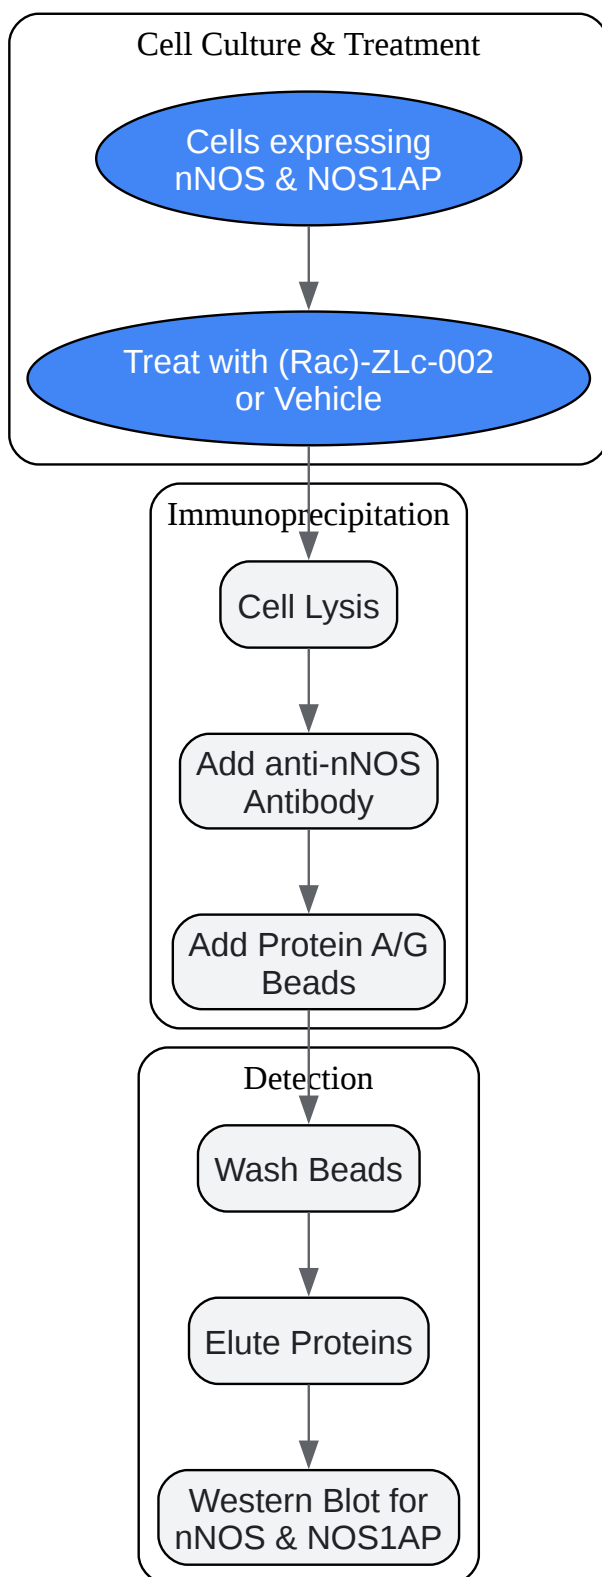 Cell Culture & Treatment
Cells expressing
nNOS & NOS1AP
Treat with (Rac)-ZLc-002
or Vehicle
Immunoprecipitation
Cell Lysis
Add anti-nNOS
Antibody
Add Protein A/G
Beads
Detection
Wash Beads
Elute Proteins
Western Blot for
nNOS & NOS1AP